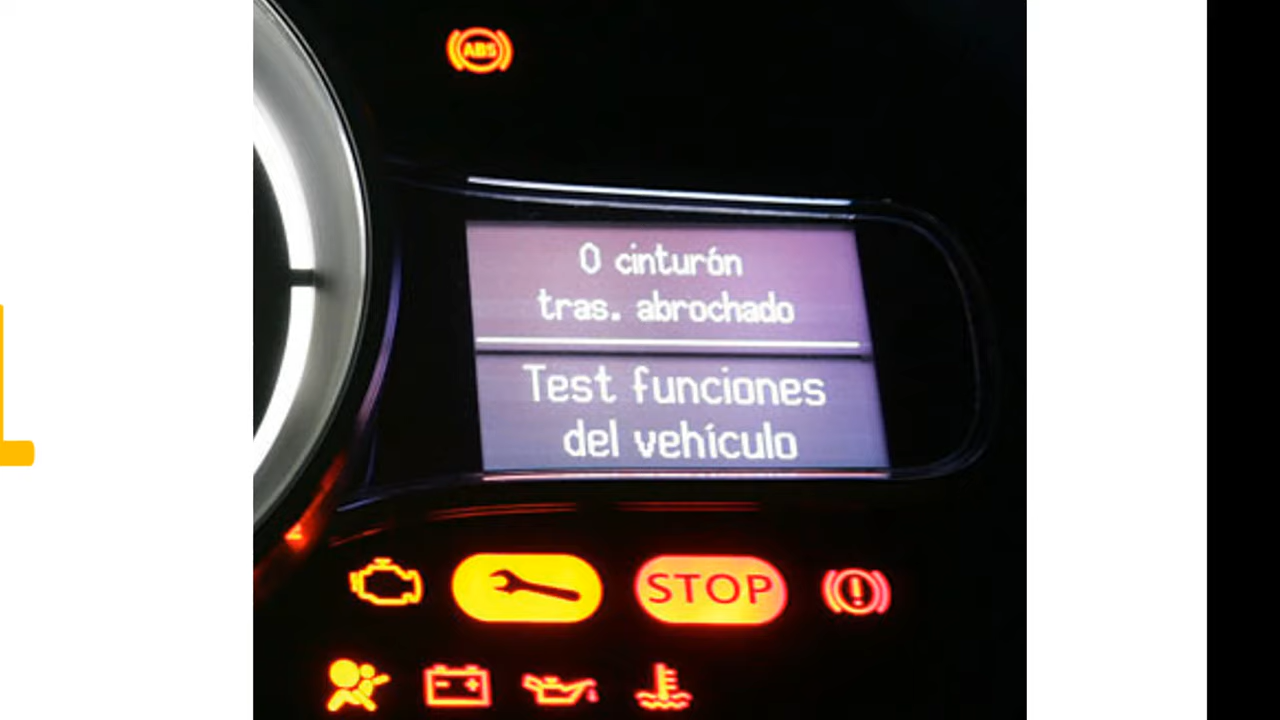 ABS
0 cinturón
tras. abrochado
Test funciones
del vehículo
STOP